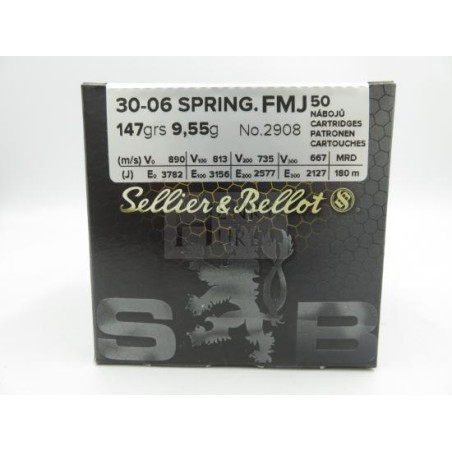 30-06 SPRING. FMJ 50
NÁBOJŮ
CARTRIDGES
PATRONEN
CARTOUCHES
147grs 9,55g No.2908
(m/s) V0 890 V100 813 V200 735 V300 667 MRD
(J) E0 3782 E100 3156 E200 2577 E300 2127 180 m
Sellier & Bellot
S B